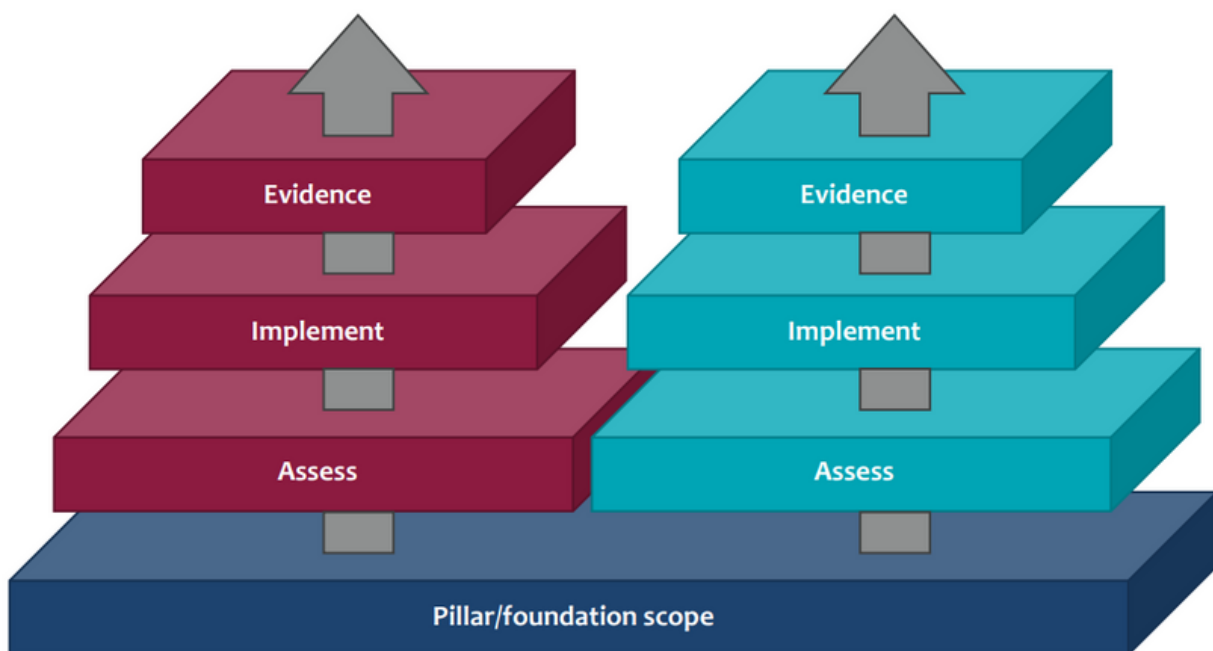 Evidence
Evidence
Implement
Implement
Assess
Assess
Pillar/foundation scope